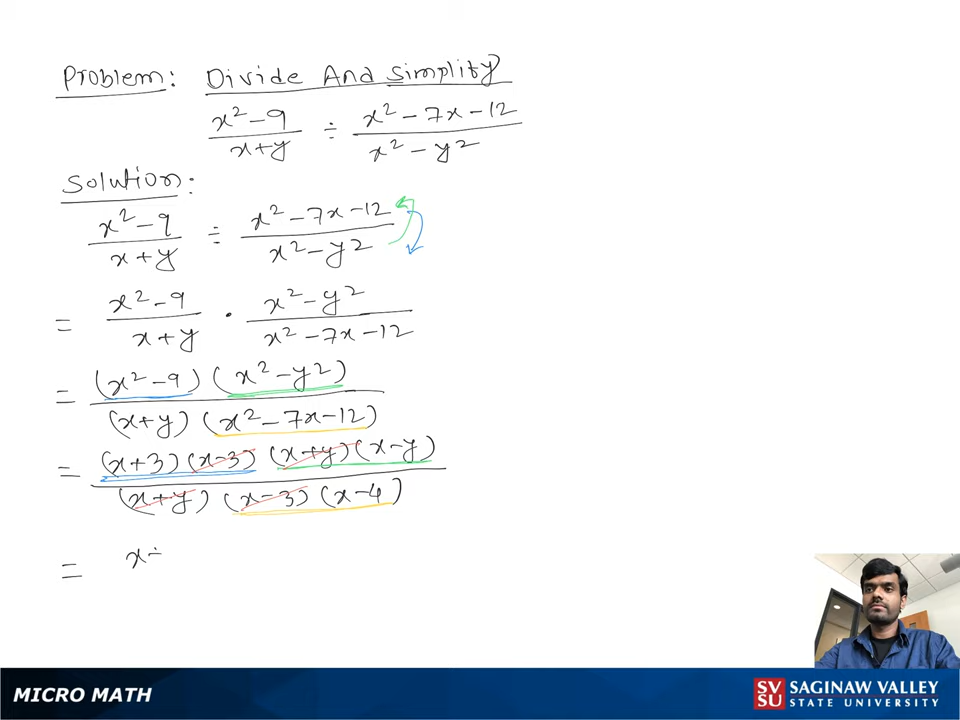 Problem: Divide And Simplify
x²-9 / x+y ÷ x²-7x-12 / x²-y²
Solution:
x²-9 / x+y ÷ x²-7x-12 / x²-y²
= x²-9 / x+y · x²-y² / x²-7x-12
= (x²-9)(x²-y²) / (x+y)(x²-7x-12)
= (x+3)(x-3)(x+y)(x-y) / (x+y)(x-3)(x-4)
= x
MICRO MATH
SV
SU
SAGINAW VALLEY
STATE UNIVERSITY